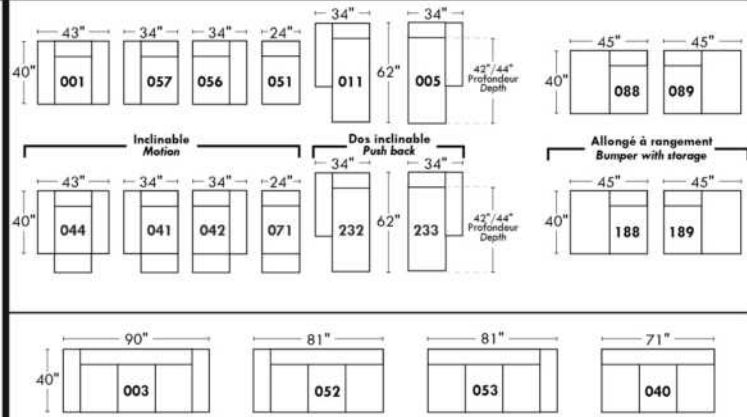 43" 34" 34" 24" 34" 34" 45" 45"
40" 001 057 056 051 011 62" 005 42"/44" Profondeur Depth 40" 088 089
Inclinable
Motion
Dos inclinable
Push back
Allongé à rangement
Bumper with storage
43" 34" 34" 24" 34" 34" 45" 45"
40" 044 041 042 071 232 62" 233 42"/44" Profondeur Depth 40" 188 189
90" 81" 81" 71"
40" 003 052 053 040